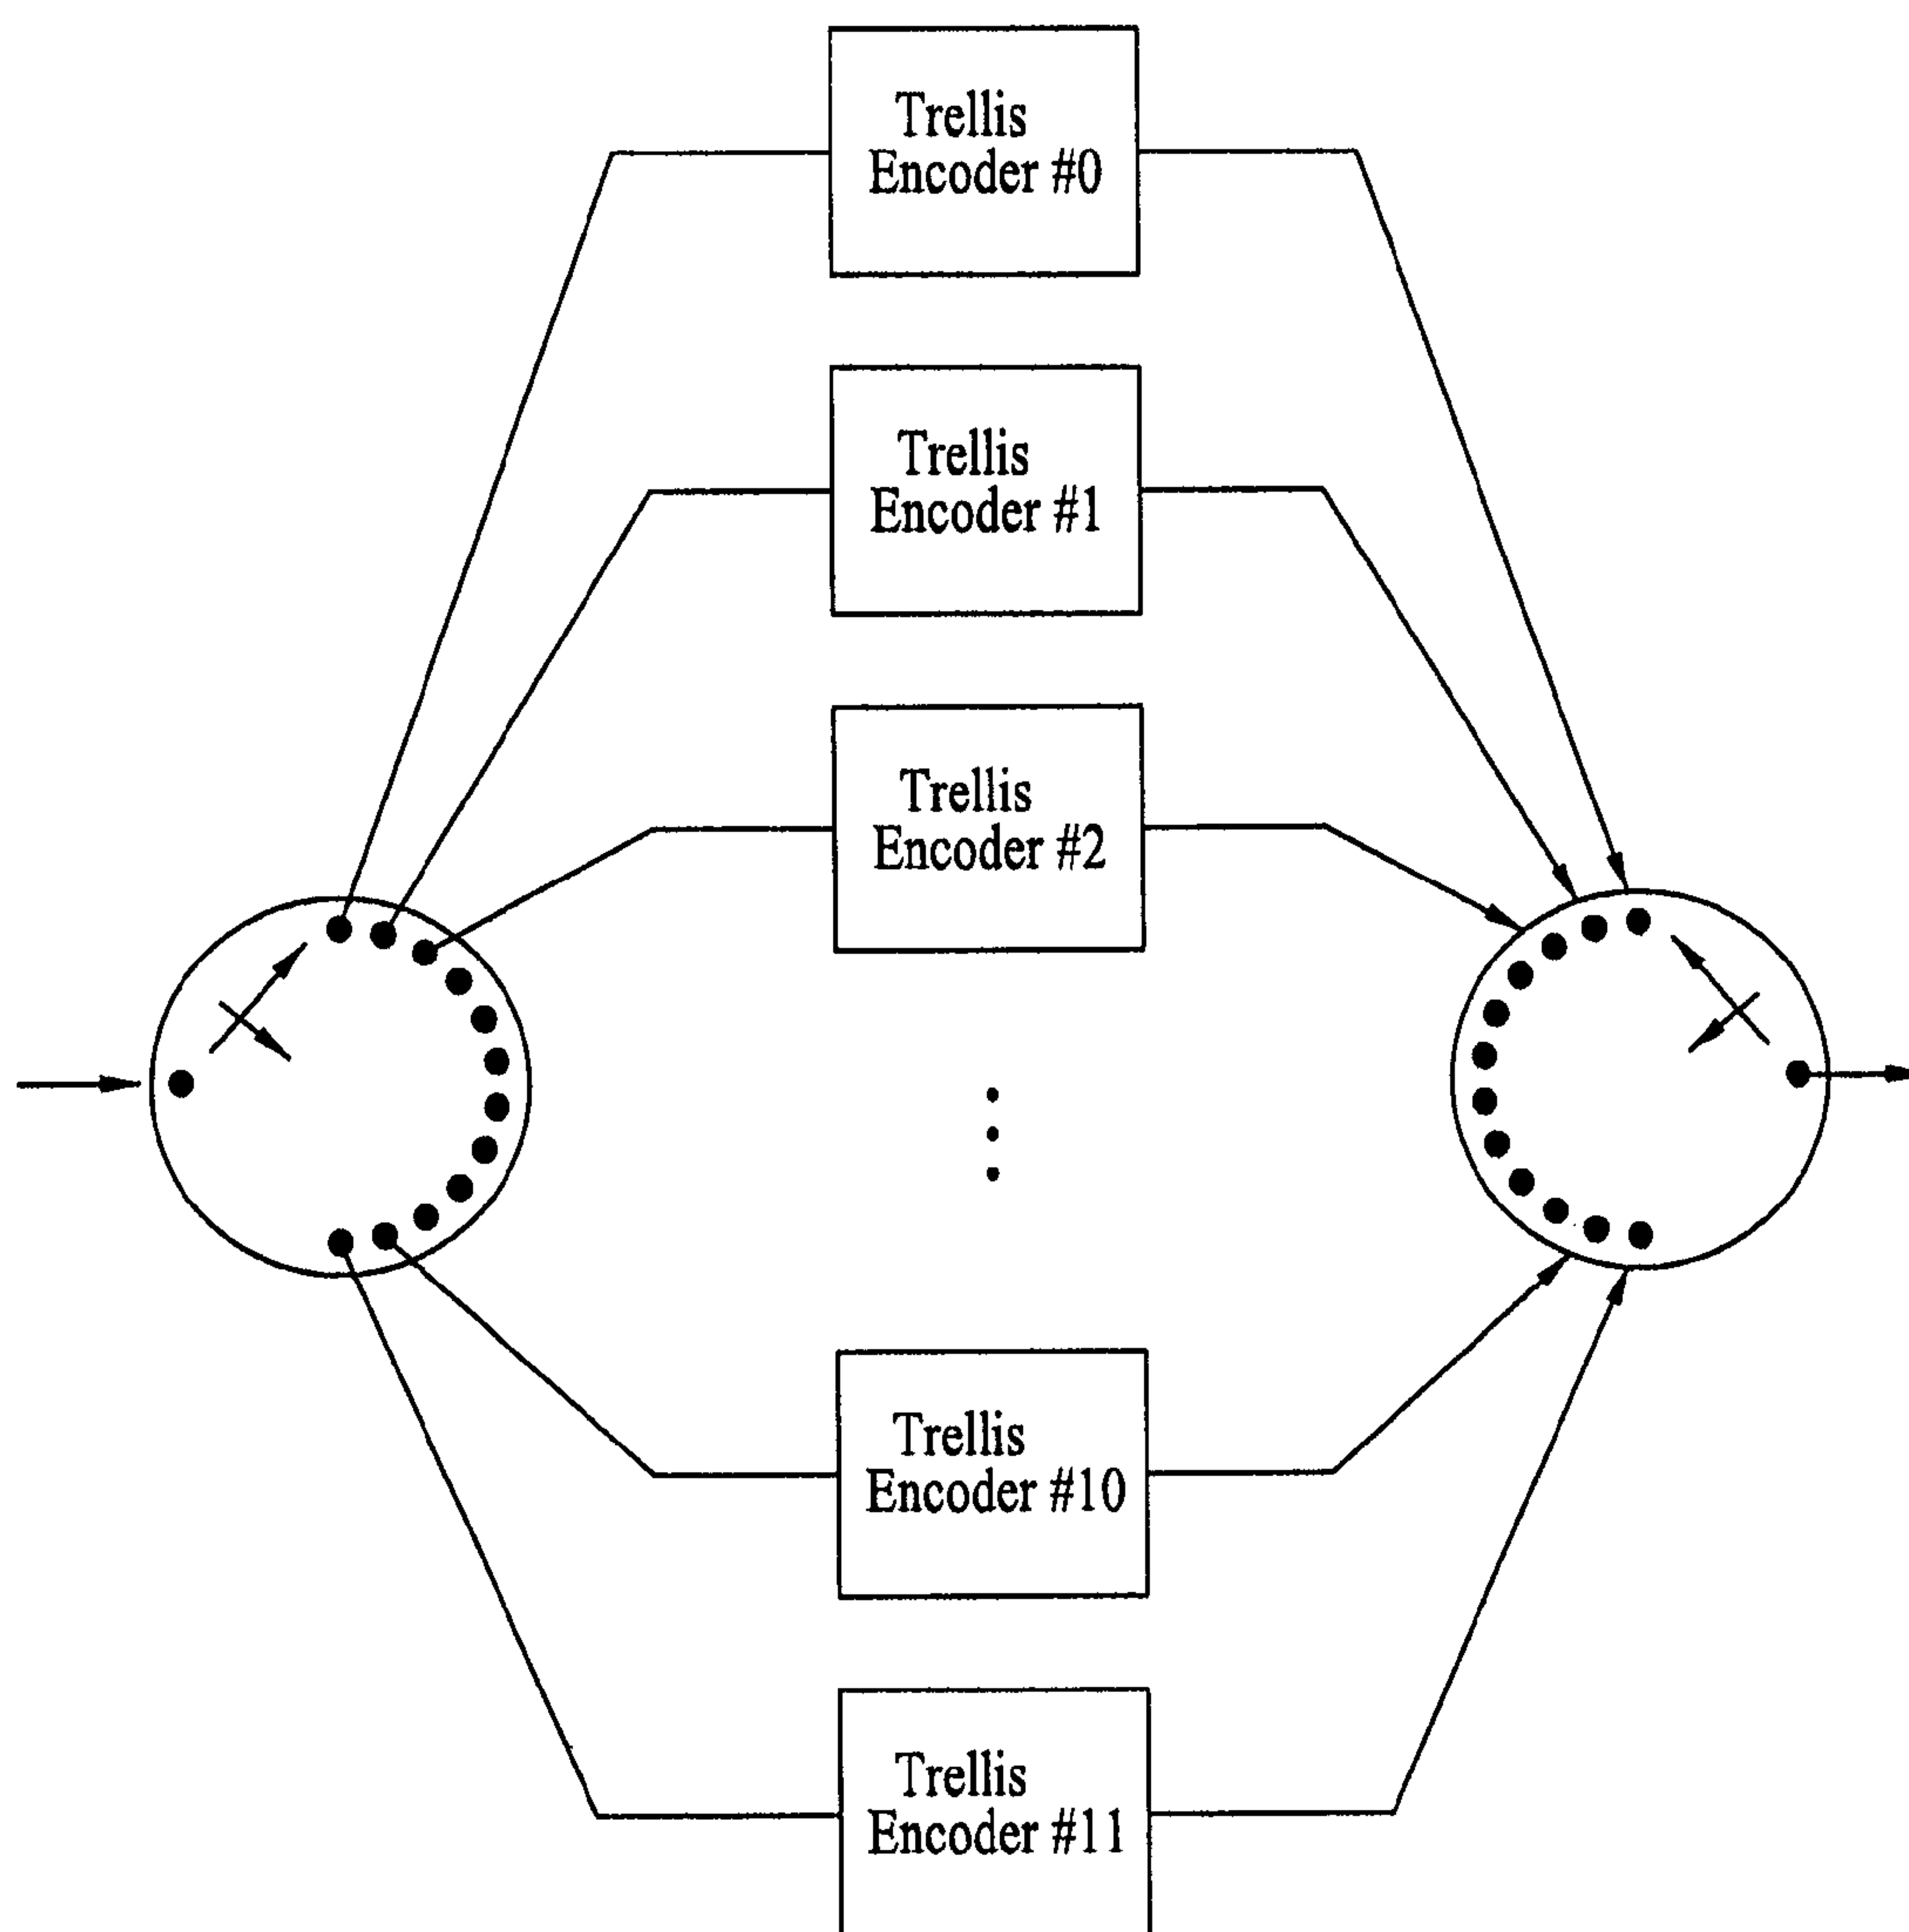 Trellis
Encoder #0
Trellis
Encoder #1
Trellis
Encoder #2
Trellis
Encoder #10
Trellis
Encoder #11